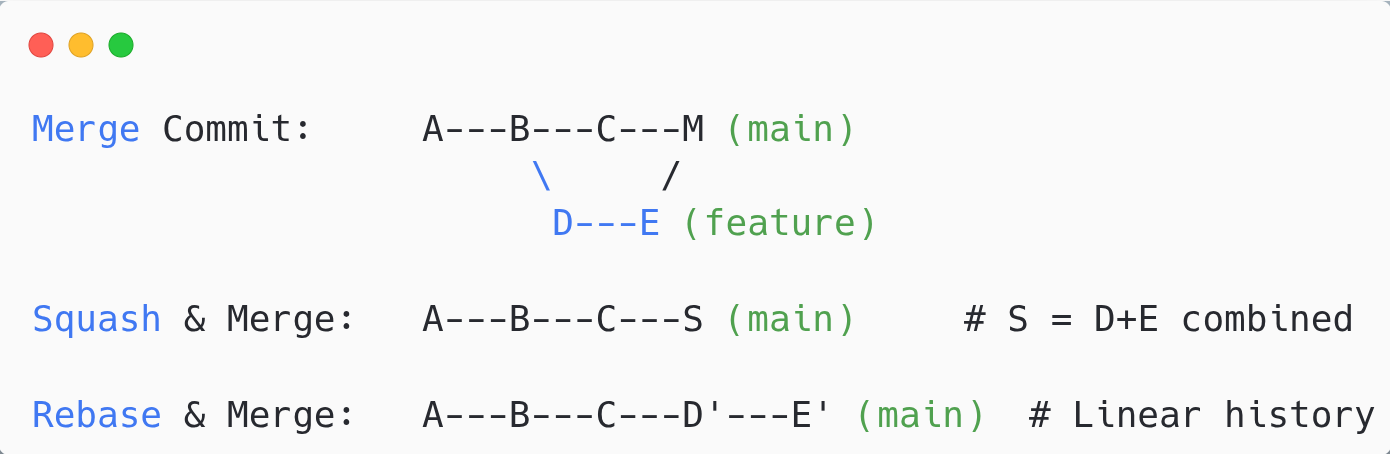 Merge Commit:     A---B---C---M (main)
                       \     /
                        D---E (feature)
Squash & Merge:   A---B---C---S (main)     # S = D+E combined
Rebase & Merge:   A---B---C---D'---E' (main)  # Linear history